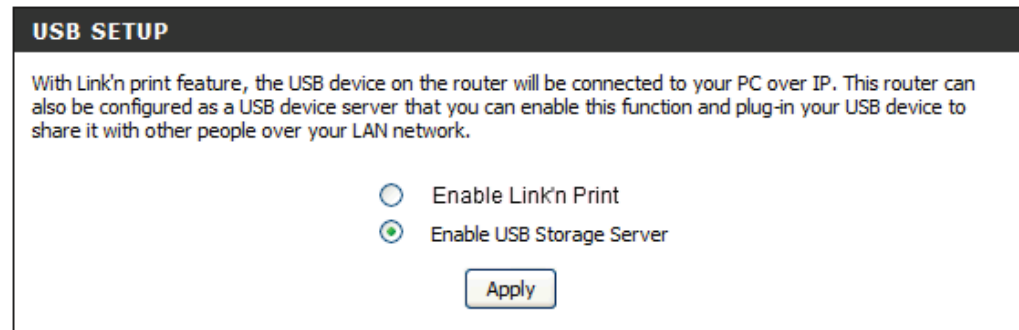 USB SETUP
With Link'n print feature, the USB device on the router will be connected to your PC over IP. This router can
also be configured as a USB device server that you can enable this function and plug-in your USB device to
share it with other people over your LAN network.
Enable Link'n Print
Enable USB Storage Server
Apply